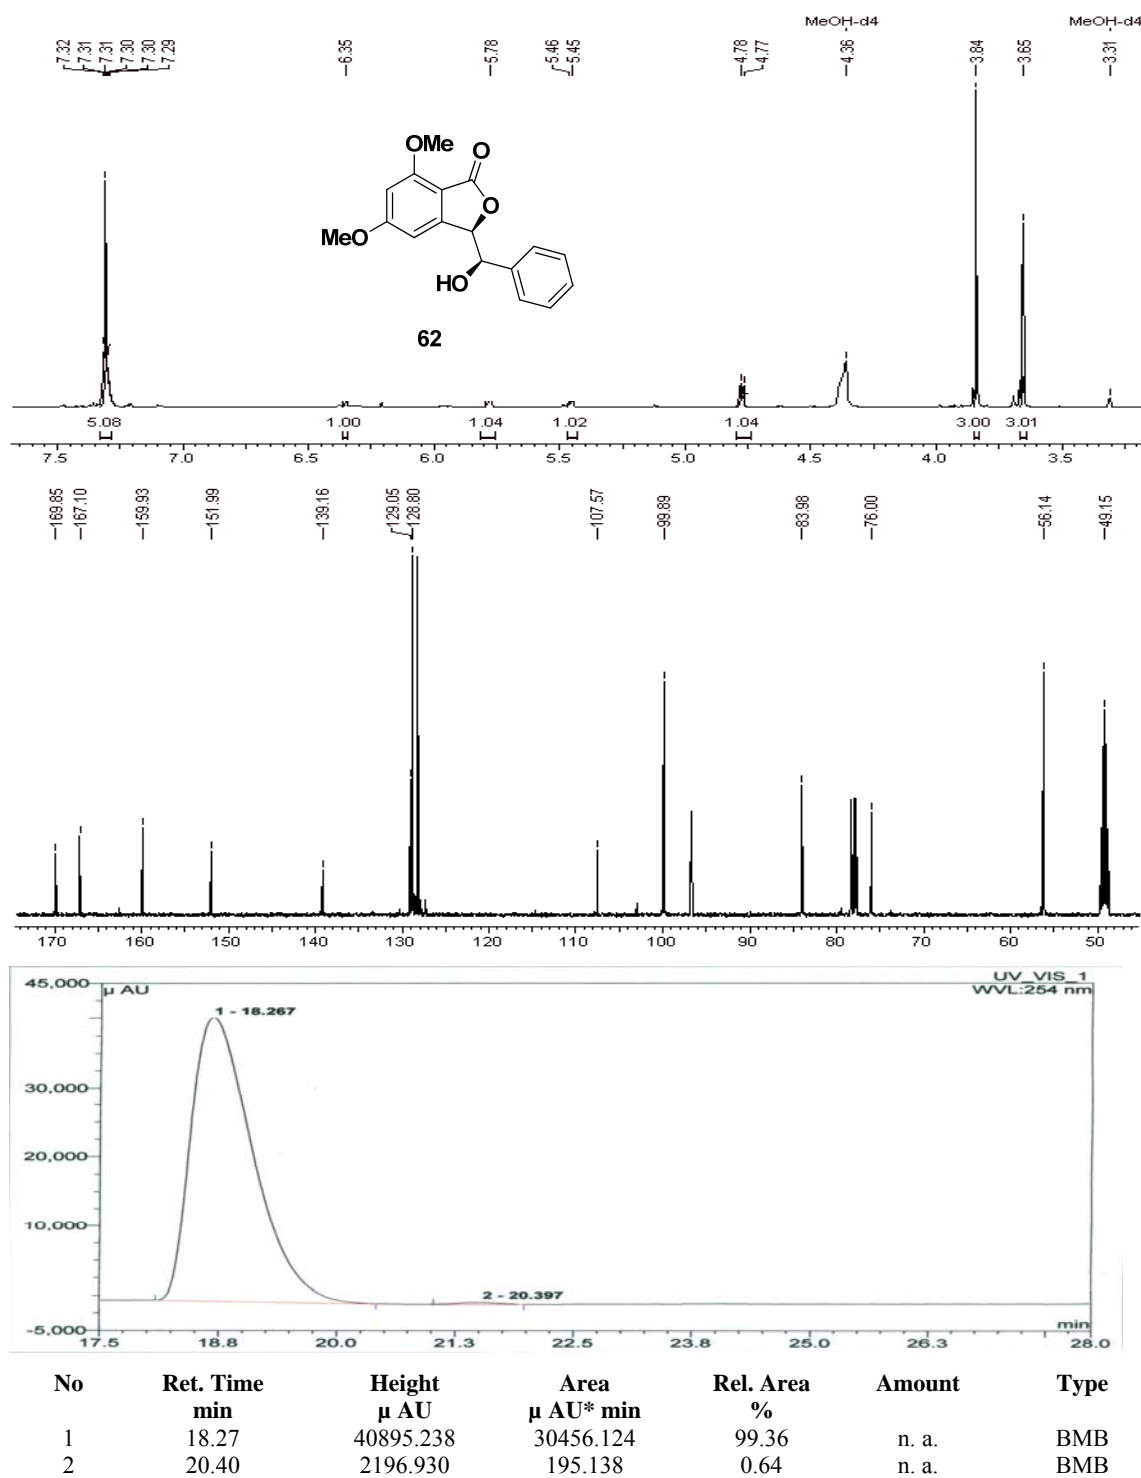 MeOH-d4 MeOH-d4
7.32 7.31 7.31 7.30 7.30 7.29 6.35 5.78 5.46 5.45 4.78 4.77 4.36 3.84 3.65 3.31
OMe
O
O
MeO
HO
62
5.08 1.00 1.04 1.02 1.04 3.00 3.01
7.5 7.0 6.5 6.0 5.5 5.0 4.5 4.0 3.5
169.85 167.10 159.93 151.99 139.16 129.05 128.80 107.57 99.89 83.98 76.00 56.14 49.15
170 160 150 140 130 120 110 100 90 80 70 60 50
45,000 µ AU UV_VIS_1
WVL:254 nm
1 - 18.267
30,000
20,000
10,000
2 - 20.397
-5,000 min
17.5 18.8 20.0 21.3 22.5 23.8 25.0 26.3 28.0
No Ret. Time Height Area Rel. Area Amount Type
min µ AU µ AU* min %
1 18.27 40895.238 30456.124 99.36 n. a. BMB
2 20.40 2196.930 195.138 0.64 n. a. BMB